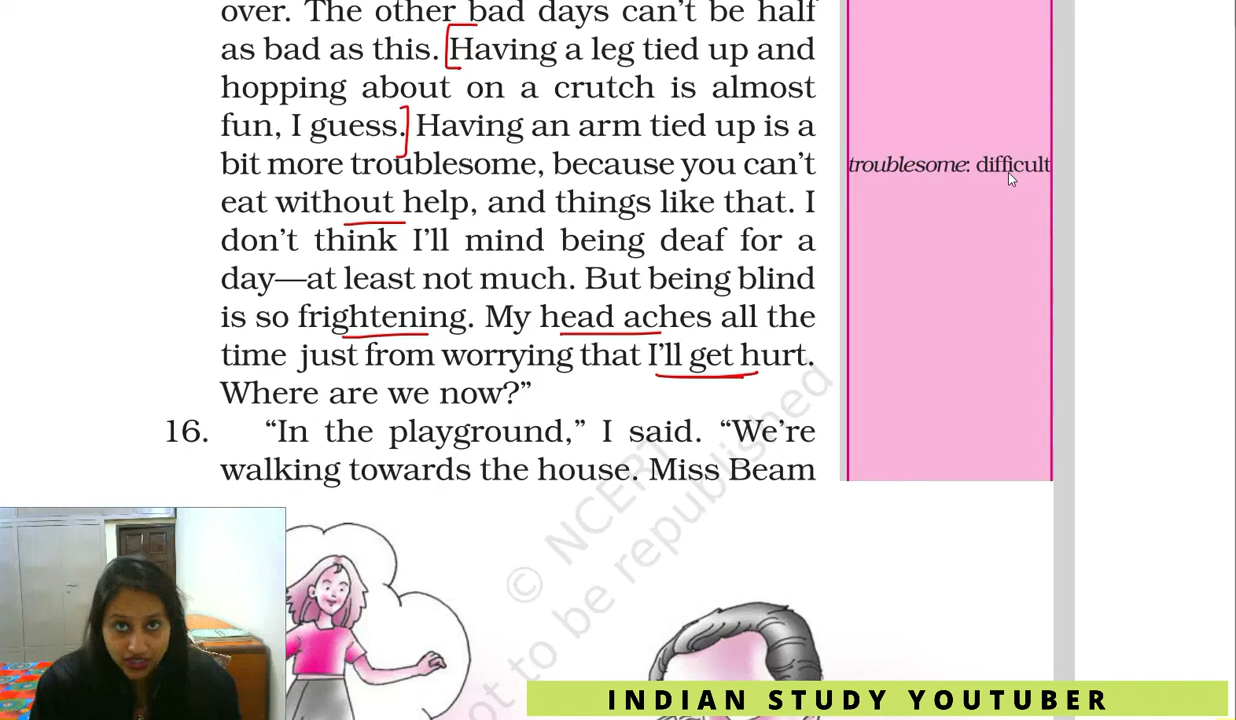 over. The other bad days can't be half
as bad as this. Having a leg tied up and
hopping about on a crutch is almost
fun, I guess. Having an arm tied up is a
bit more troublesome, because you can't
troublesome: difficult
eat without help, and things like that. I
don't think I'll mind being deaf for a
day—at least not much. But being blind
is so frightening. My head aches all the
time just from worrying that I'll get hurt.
Where are we now?”
16. “In the playground,” I said. “We're
walking towards the house. Miss Beam
© NCERT
not to be republished
INDIAN STUDY YOUTUBER